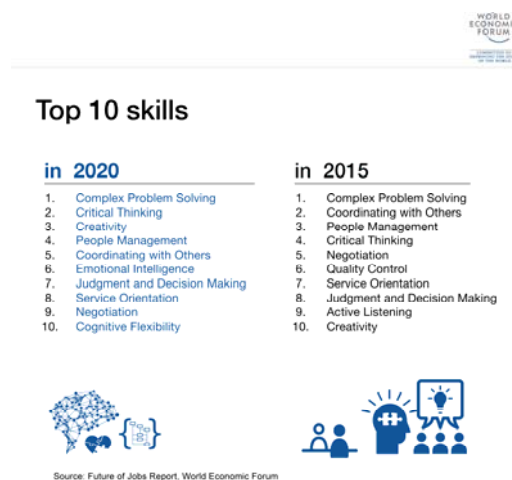 WORLD
ECONOMIC
FORUM
Top 10 skills
in 2020
1. Complex Problem Solving
2. Critical Thinking
3. Creativity
4. People Management
5. Coordinating with Others
6. Emotional Intelligence
7. Judgment and Decision Making
8. Service Orientation
9. Negotiation
10. Cognitive Flexibility
in 2015
1. Complex Problem Solving
2. Coordinating with Others
3. People Management
4. Critical Thinking
5. Negotiation
6. Quality Control
7. Service Orientation
8. Judgment and Decision Making
9. Active Listening
10. Creativity
Source: Future of Jobs Report, World Economic Forum